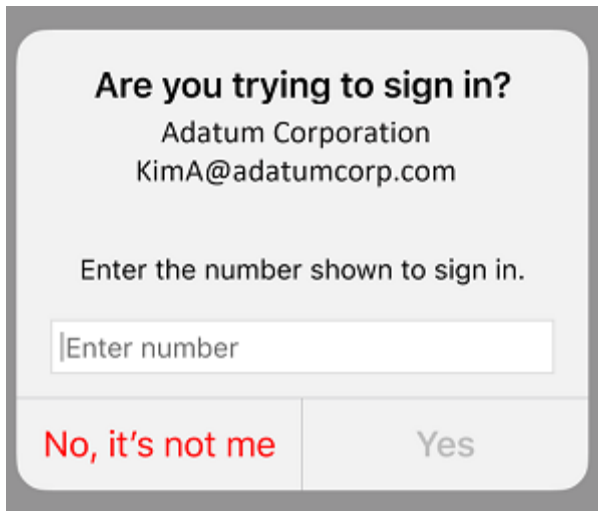 Are you trying to sign in?
Adatum Corporation
KimA@adatumcorp.com
Enter the number shown to sign in.
Enter number
No, it's not me
Yes